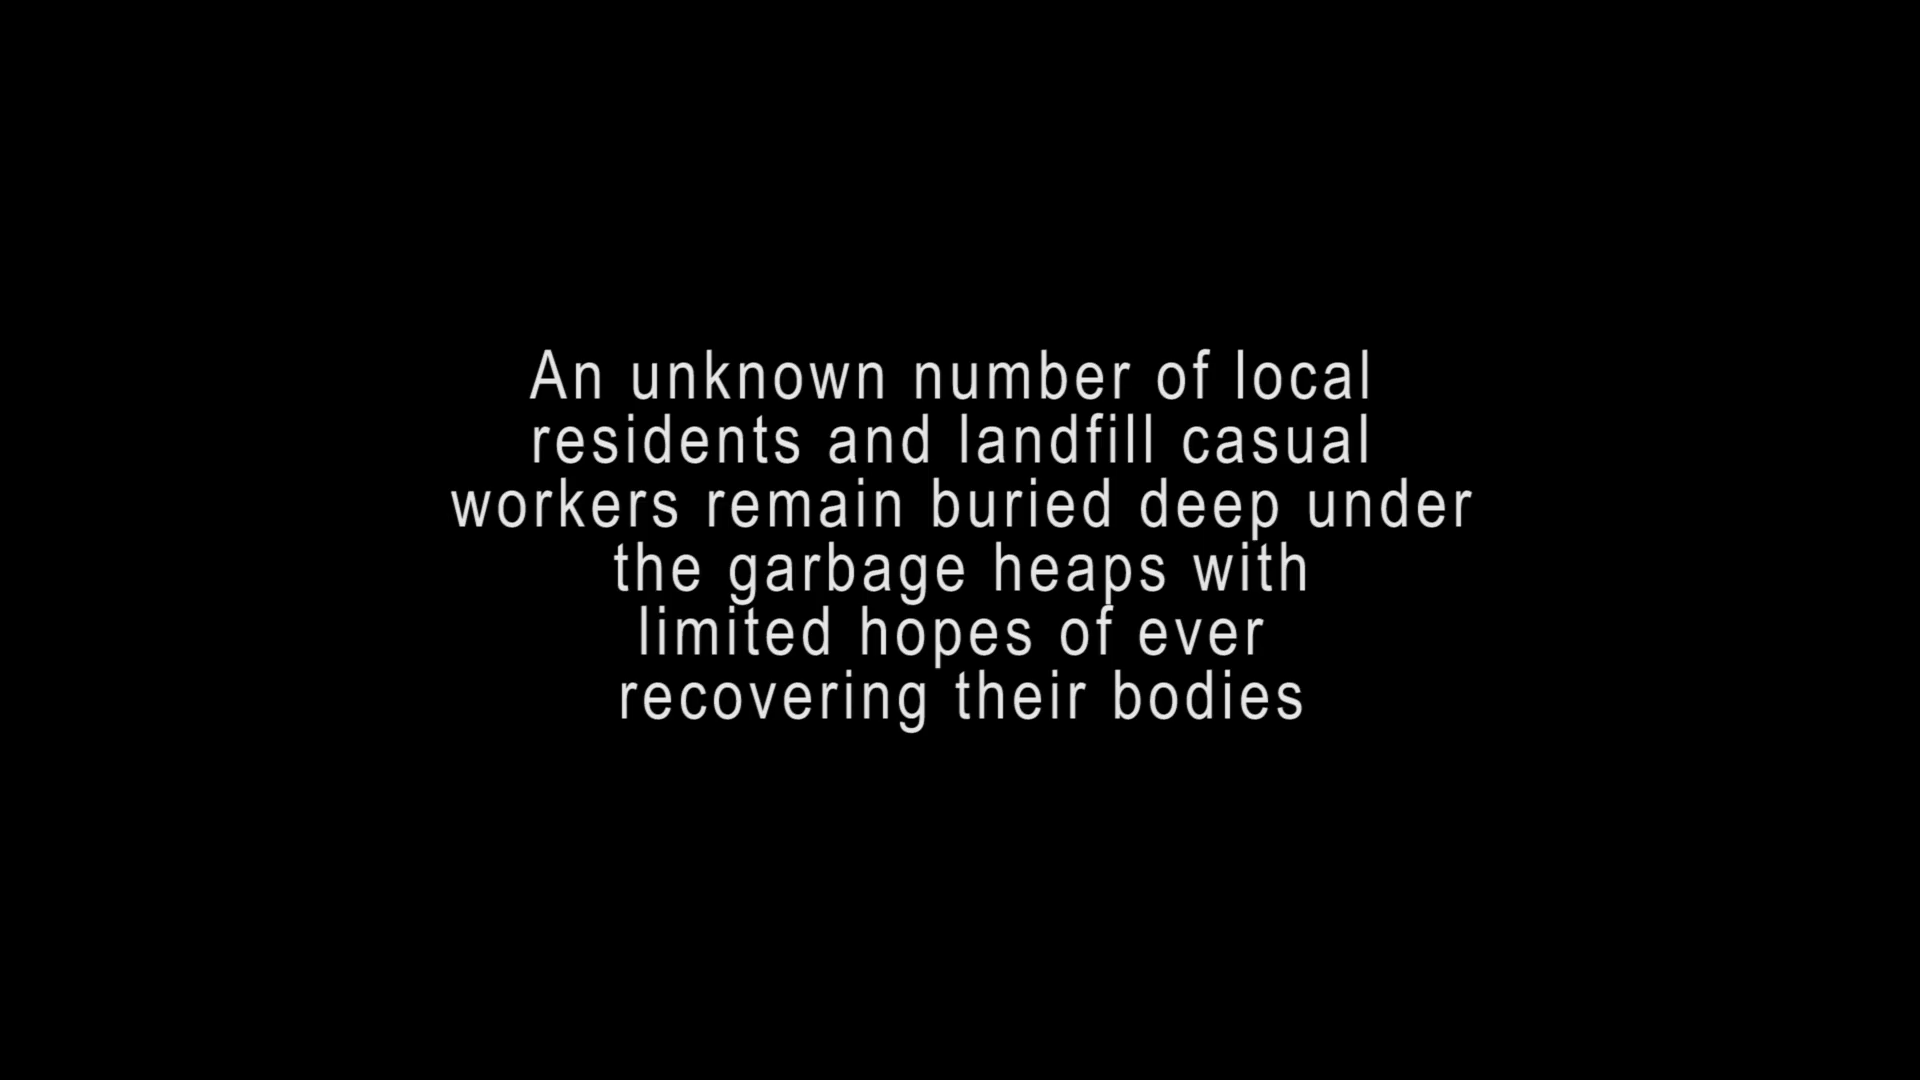 An unknown number of local
residents and landfill casual
workers remain buried deep under
the garbage heaps with
limited hopes of ever
recovering their bodies